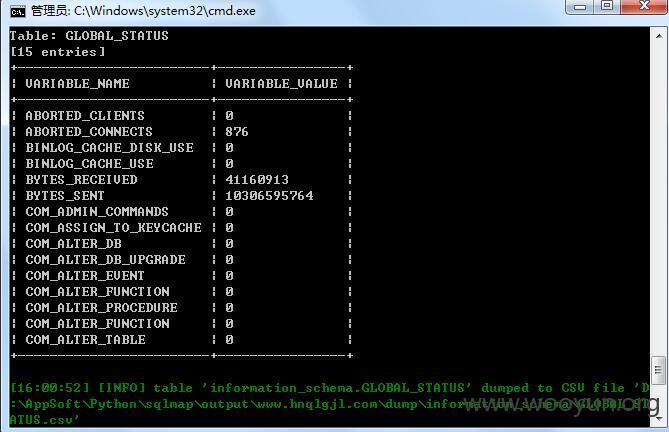 管理员: C:\Windows\system32\cmd.exe
Table: GLOBAL_STATUS
[15 entries]
VARIABLE_NAME | VARIABLE_VALUE
ABORTED_CLIENTS | 0
ABORTED_CONNECTS | 876
BINLOG_CACHE_DISK_USE | 0
BINLOG_CACHE_USE | 0
BYTES_RECEIVED | 41160913
BYTES_SENT | 10306595764
COM_ADMIN_COMMANDS | 0
COM_ASSIGN_TO_KEYCACHE | 0
COM_ALTER_DB | 0
COM_ALTER_DB_UPGRADE | 0
COM_ALTER_EVENT | 0
COM_ALTER_FUNCTION | 0
COM_ALTER_PROCEDURE | 0
COM_ALTER_FUNCTION | 0
COM_ALTER_TABLE | 0
[16:00:52] [INFO] table 'information_schema.GLOBAL_STATUS' dumped to CSV file 'D
:\AppSoft\Python\sqlmap\output\www.hnqlgjl.com\dump\information_schema\GLOBAL_ST
ATUS.csv'
www.wooyun.org